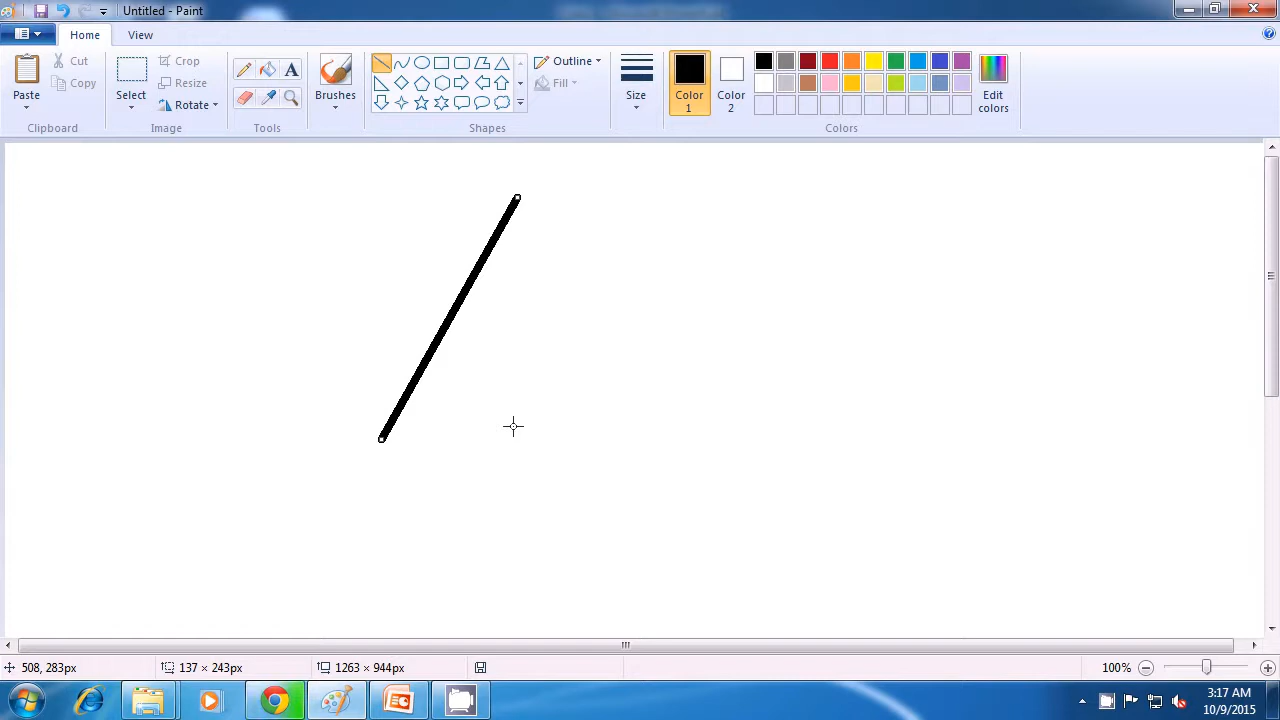 Untitled - Paint
Home View
Paste
Cut
Copy
Clipboard
Select
Crop
Resize
Rotate
Image
A
Tools
Brushes
Shapes
Outline
Fill
Size
Color
1
Color
2
Edit
colors
Colors
508, 283px
137 × 243px
1263 × 944px
100%
3:17 AM
10/9/2015